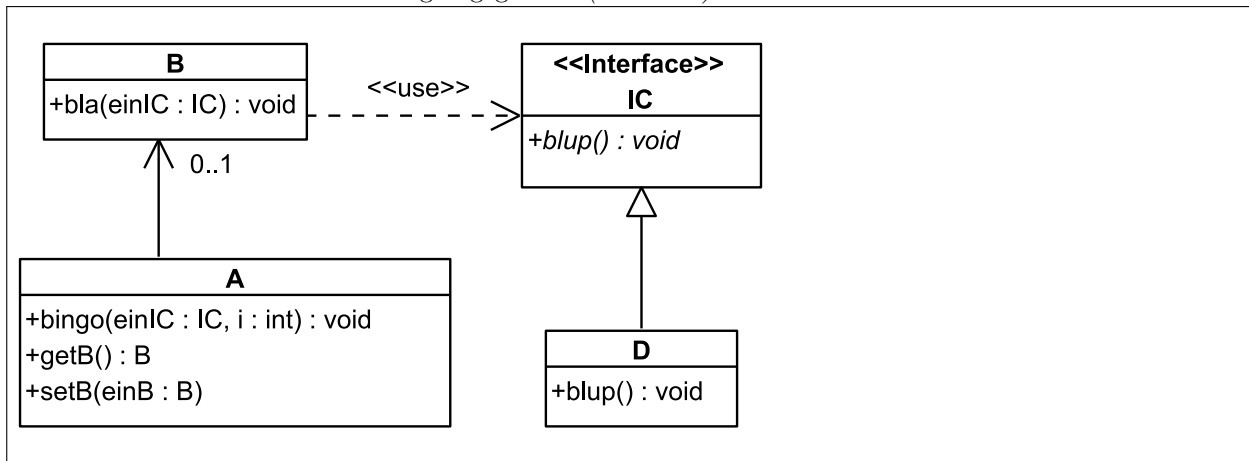 B
+bla(einIC : IC) : void
<<use>>
<<Interface>>
IC
+blup() : void
0..1
A
+bingo(einIC : IC, i : int) : void
+getB() : B
+setB(einB : B)
D
+blup() : void